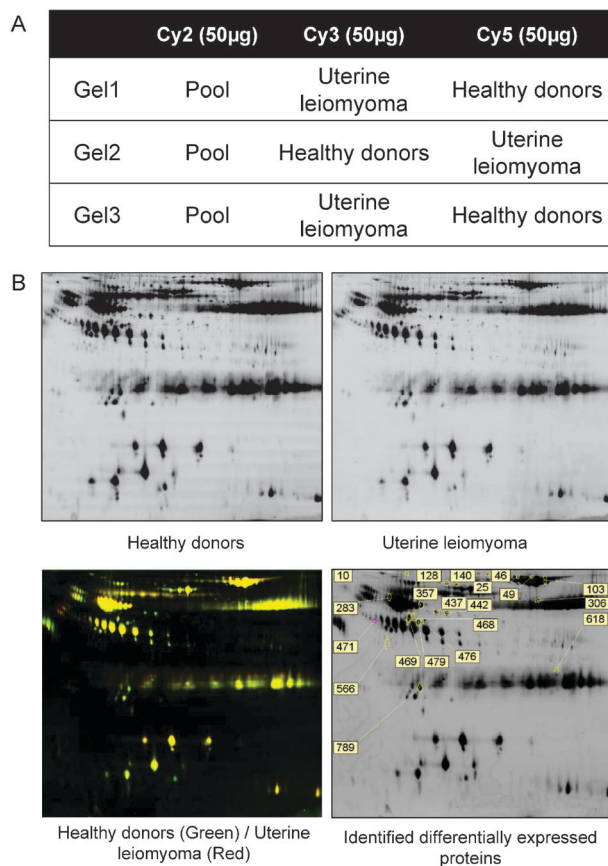 A
Cy2 (50µg) Cy3 (50µg) Cy5 (50µg)
Gel1 Pool Uterine leiomyoma Healthy donors
Gel2 Pool Healthy donors Uterine leiomyoma
Gel3 Pool Uterine leiomyoma Healthy donors
B
Healthy donors
Uterine leiomyoma
10 128 140 46
357 25 49 103
283 437 442 306
468 618
471
469 479 476
566
789
Healthy donors (Green) / Uterine
leiomyoma (Red)
Identified differentially expressed
proteins